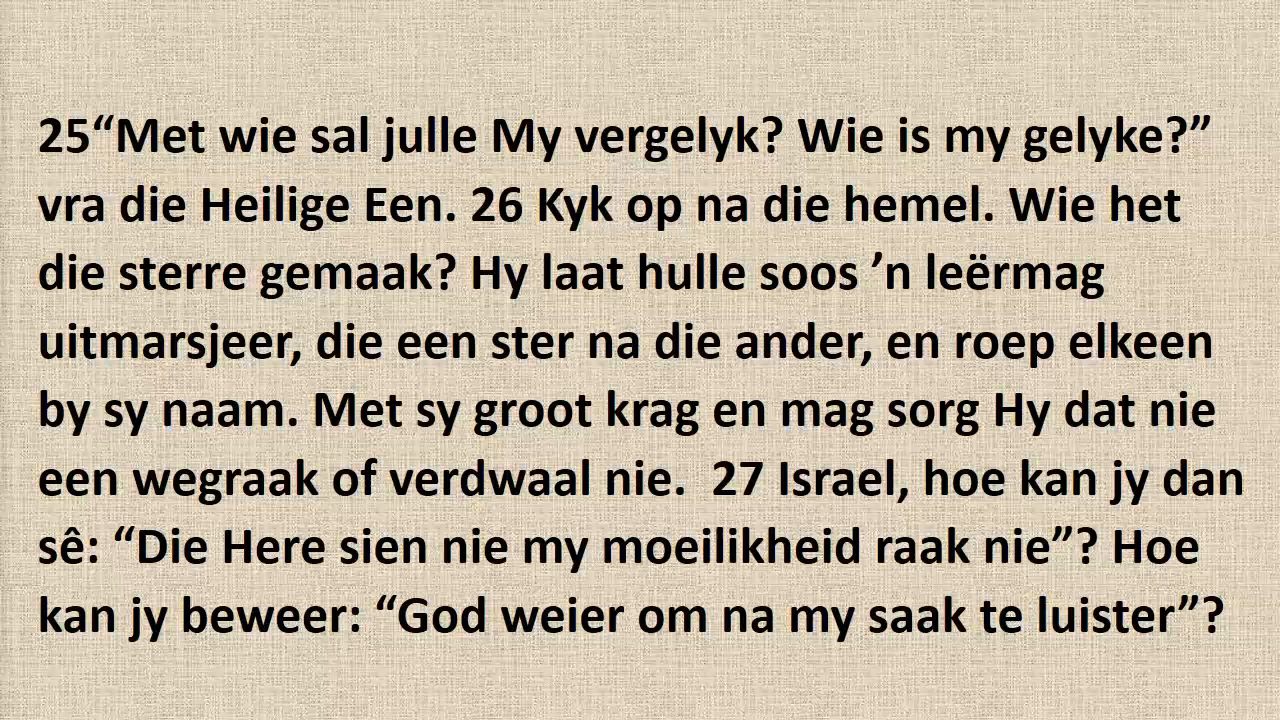 25“Met wie sal julle My vergelyk? Wie is my gelyke?”
vra die Heilige Een. 26 Kyk op na die hemel. Wie het
die sterre gemaak? Hy laat hulle soos ’n leërmag
uitmarsjeer, die een ster na die ander, en roep elkeen
by sy naam. Met sy groot krag en mag sorg Hy dat nie
een wegraak of verdwaal nie.  27 Israel, hoe kan jy dan
sê: “Die Here sien nie my moeilikheid raak nie”? Hoe
kan jy beweer: “God weier om na my saak te luister”?